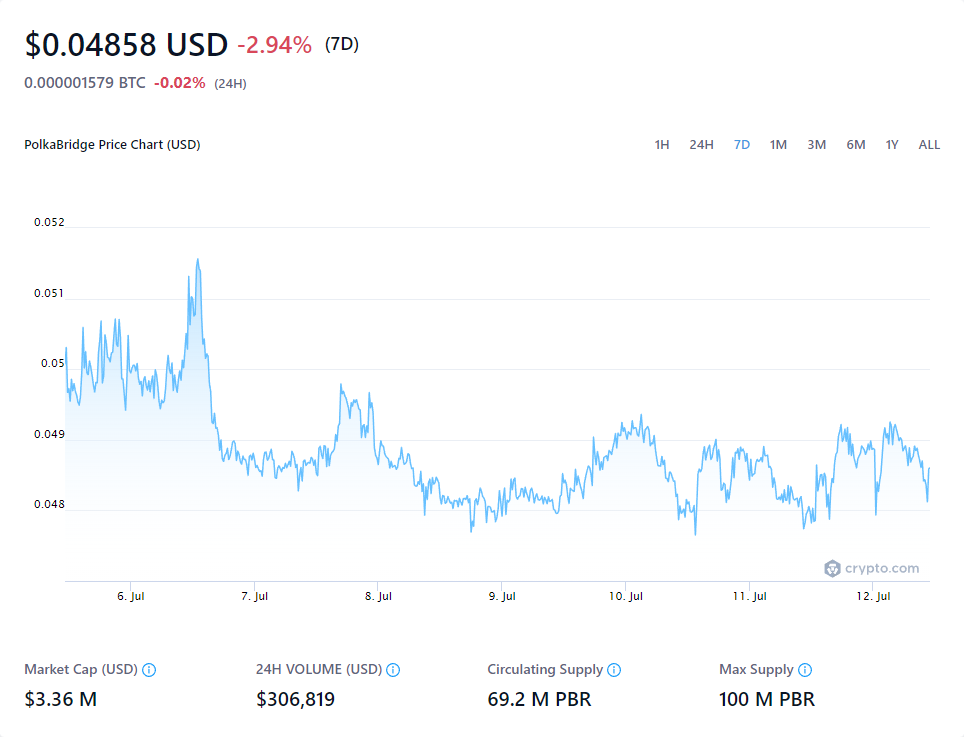 $0.04858 USD -2.94% (7D)
0.000001579 BTC -0.02% (24H)
PolkaBridge Price Chart (USD) 1H 24H 7D 1M 3M 6M 1Y ALL
0.052
0.051
0.05
0.049
0.048
crypto.com
6. Jul 7. Jul 8. Jul 9. Jul 10. Jul 11. Jul 12. Jul
Market Cap (USD) 24H VOLUME (USD) Circulating Supply Max Supply
$3.36 M $306,819 69.2 M PBR 100 M PBR